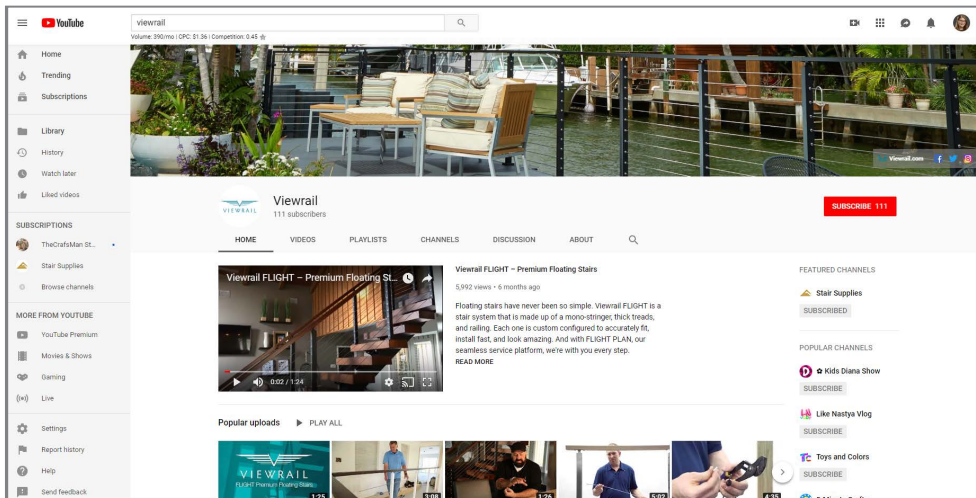 YouTube
viewrail
Volume: 390/mo | CPC: $1.36 | Competition: 0.45
Home
Trending
Subscriptions
Library
History
Watch later
Liked videos
SUBSCRIPTIONS
TheCrafsMan St...
Stair Supplies
Browse channels
MORE FROM YOUTUBE
YouTube Premium
Movies & Shows
Gaming
Live
Settings
Report history
Help
Send feedback
Viewrail.com
VIEWRAIL
Viewrail
111 subscribers
SUBSCRIBE 111
HOME VIDEOS PLAYLISTS CHANNELS DISCUSSION ABOUT
Viewrail FLIGHT – Premium Floating St...
0:02 / 1:24
Viewrail FLIGHT – Premium Floating Stairs
5,992 views • 6 months ago
Floating stairs have never been so simple. Viewrail FLIGHT is a
stair system that is made up of a mono-stringer, thick treads,
and railing. Each one is custom configured to accurately fit,
install fast, and look amazing. And with FLIGHT PLAN, our
seamless service platform, we're with you every step.
READ MORE
Popular uploads PLAY ALL
VIEWRAIL
FLIGHT Premium Floating Stairs
1:25
3:08
1:26
5:02
4:35
FEATURED CHANNELS
Stair Supplies
SUBSCRIBED
POPULAR CHANNELS
✿ Kids Diana Show
SUBSCRIBE
Like Nastya Vlog
SUBSCRIBE
Toys and Colors
SUBSCRIBE